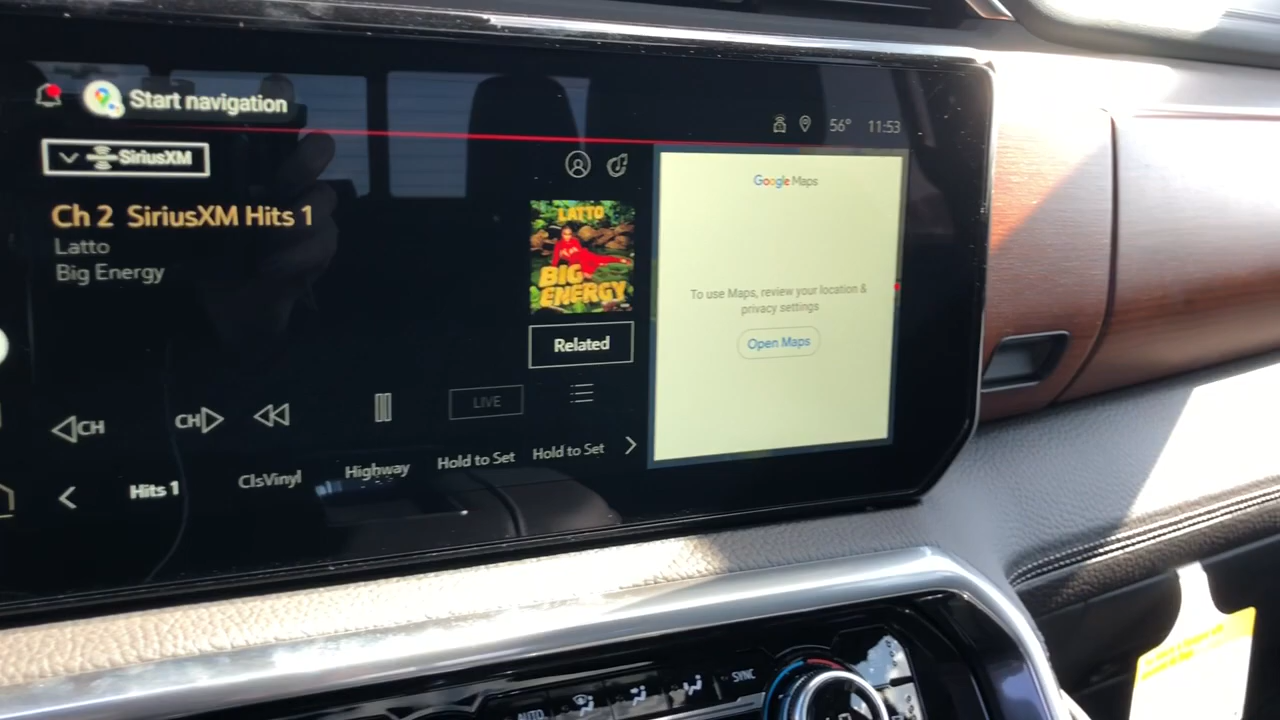 Start navigation
56° 11:53
SiriusXM
Ch 2 SiriusXM Hits 1
Latto
Big Energy
LATTO
BIG
ENERGY
Related
Google Maps
To use Maps, review your location &
privacy settings
Open Maps
CH
CH
LIVE
Hits 1
ClsVinyl
Highway
Hold to Set
Hold to Set
AUTO
SYNC